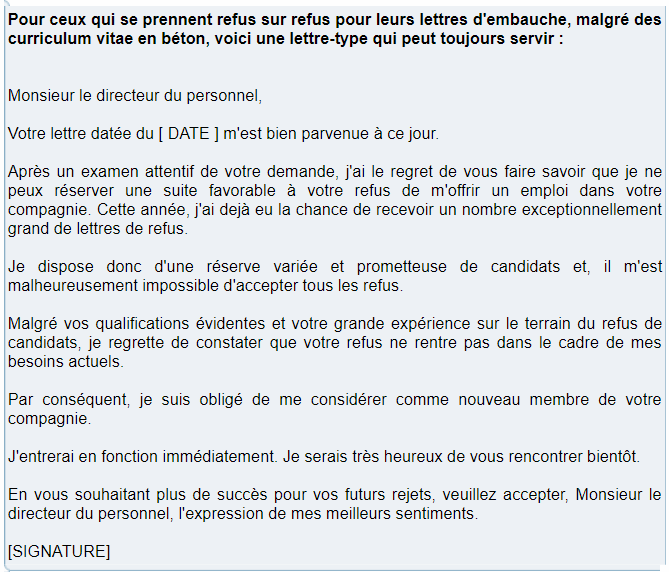 Pour ceux qui se prennent refus sur refus pour leurs lettres d'embauche, malgré des
curriculum vitae en béton, voici une lettre-type qui peut toujours servir :
Monsieur le directeur du personnel,
Votre lettre datée du [ DATE ] m'est bien parvenue à ce jour.
Après un examen attentif de votre demande, j'ai le regret de vous faire savoir que je ne
peux réserver une suite favorable à votre refus de m'offrir un emploi dans votre
compagnie. Cette année, j'ai dejà eu la chance de recevoir un nombre exceptionnellement
grand de lettres de refus.
Je dispose donc d'une réserve variée et prometteuse de candidats et, il m'est
malheureusement impossible d'accepter tous les refus.
Malgré vos qualifications évidentes et votre grande expérience sur le terrain du refus de
candidats, je regrette de constater que votre refus ne rentre pas dans le cadre de mes
besoins actuels.
Par conséquent, je suis obligé de me considérer comme nouveau membre de votre
compagnie.
J'entrerai en fonction immédiatement. Je serais très heureux de vous rencontrer bientôt.
En vous souhaitant plus de succès pour vos futurs rejets, veuillez accepter, Monsieur le
directeur du personnel, l'expression de mes meilleurs sentiments.
[SIGNATURE]